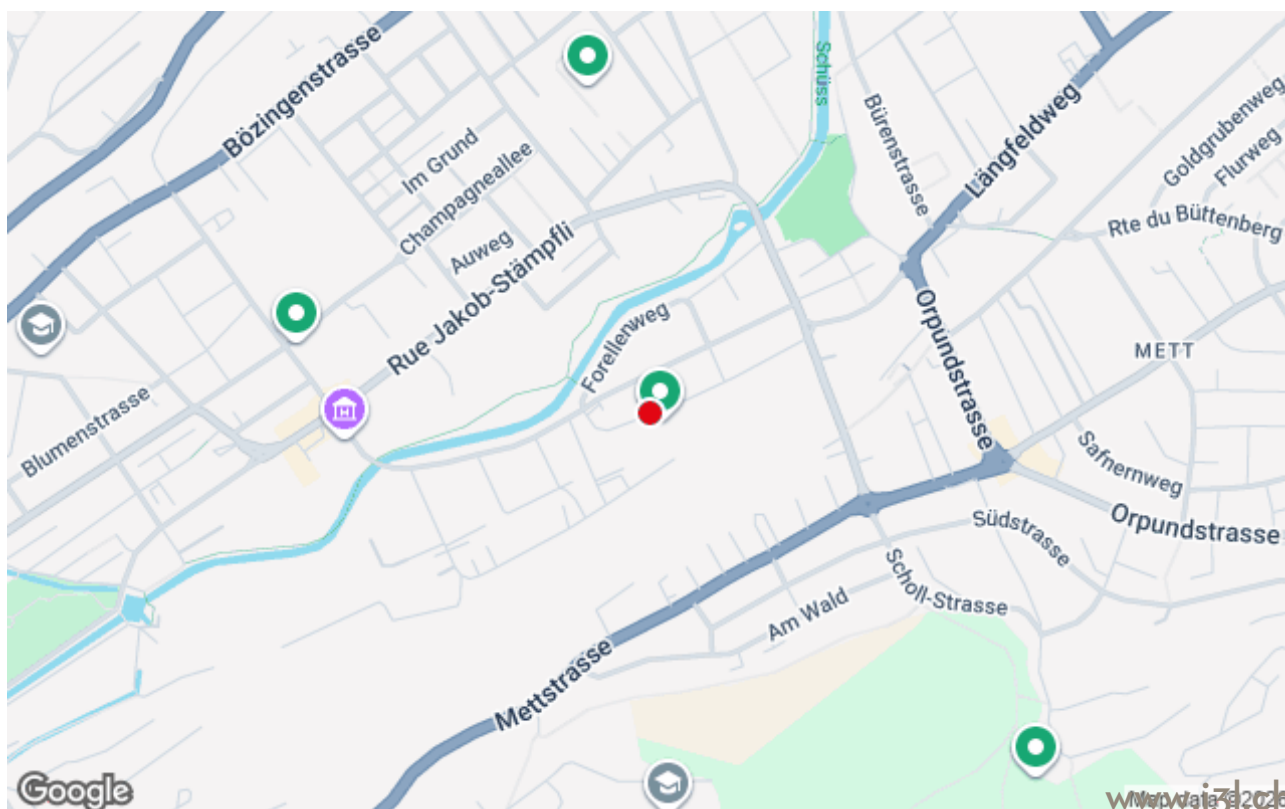 Bözingenstrasse
Schüss
Bürenstrasse
Längfeldweg
Goldgrubenweg
Flurweg
Im Grund
Champagneallee
Auweg
Rte du Büttenberg
Rue Jakob-Stämpfli
Forellenweg
Orpundstrasse
METT
Blumenstrasse
Safnernweg
Orpundstrasse
Südstrasse
Scholl-Strasse
Am Wald
Mettstrasse
Google